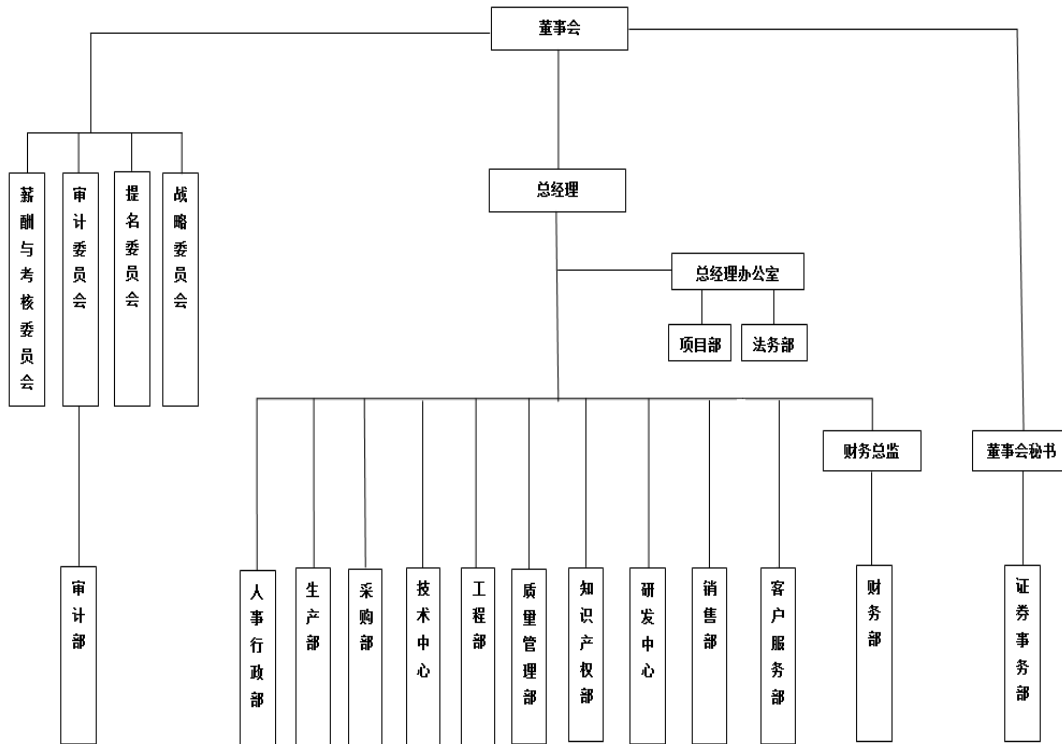 董事会
总经理
薪酬与考核委员会
审计委员会
提名委员会
战略委员会
总经理办公室
项目部
法务部
财务总监
董事会秘书
审计部
人事行政部
生产部
采购部
技术中心
工程部
质量管理部
知识产权部
研发中心
销售部
客户服务部
财务部
证券事务部